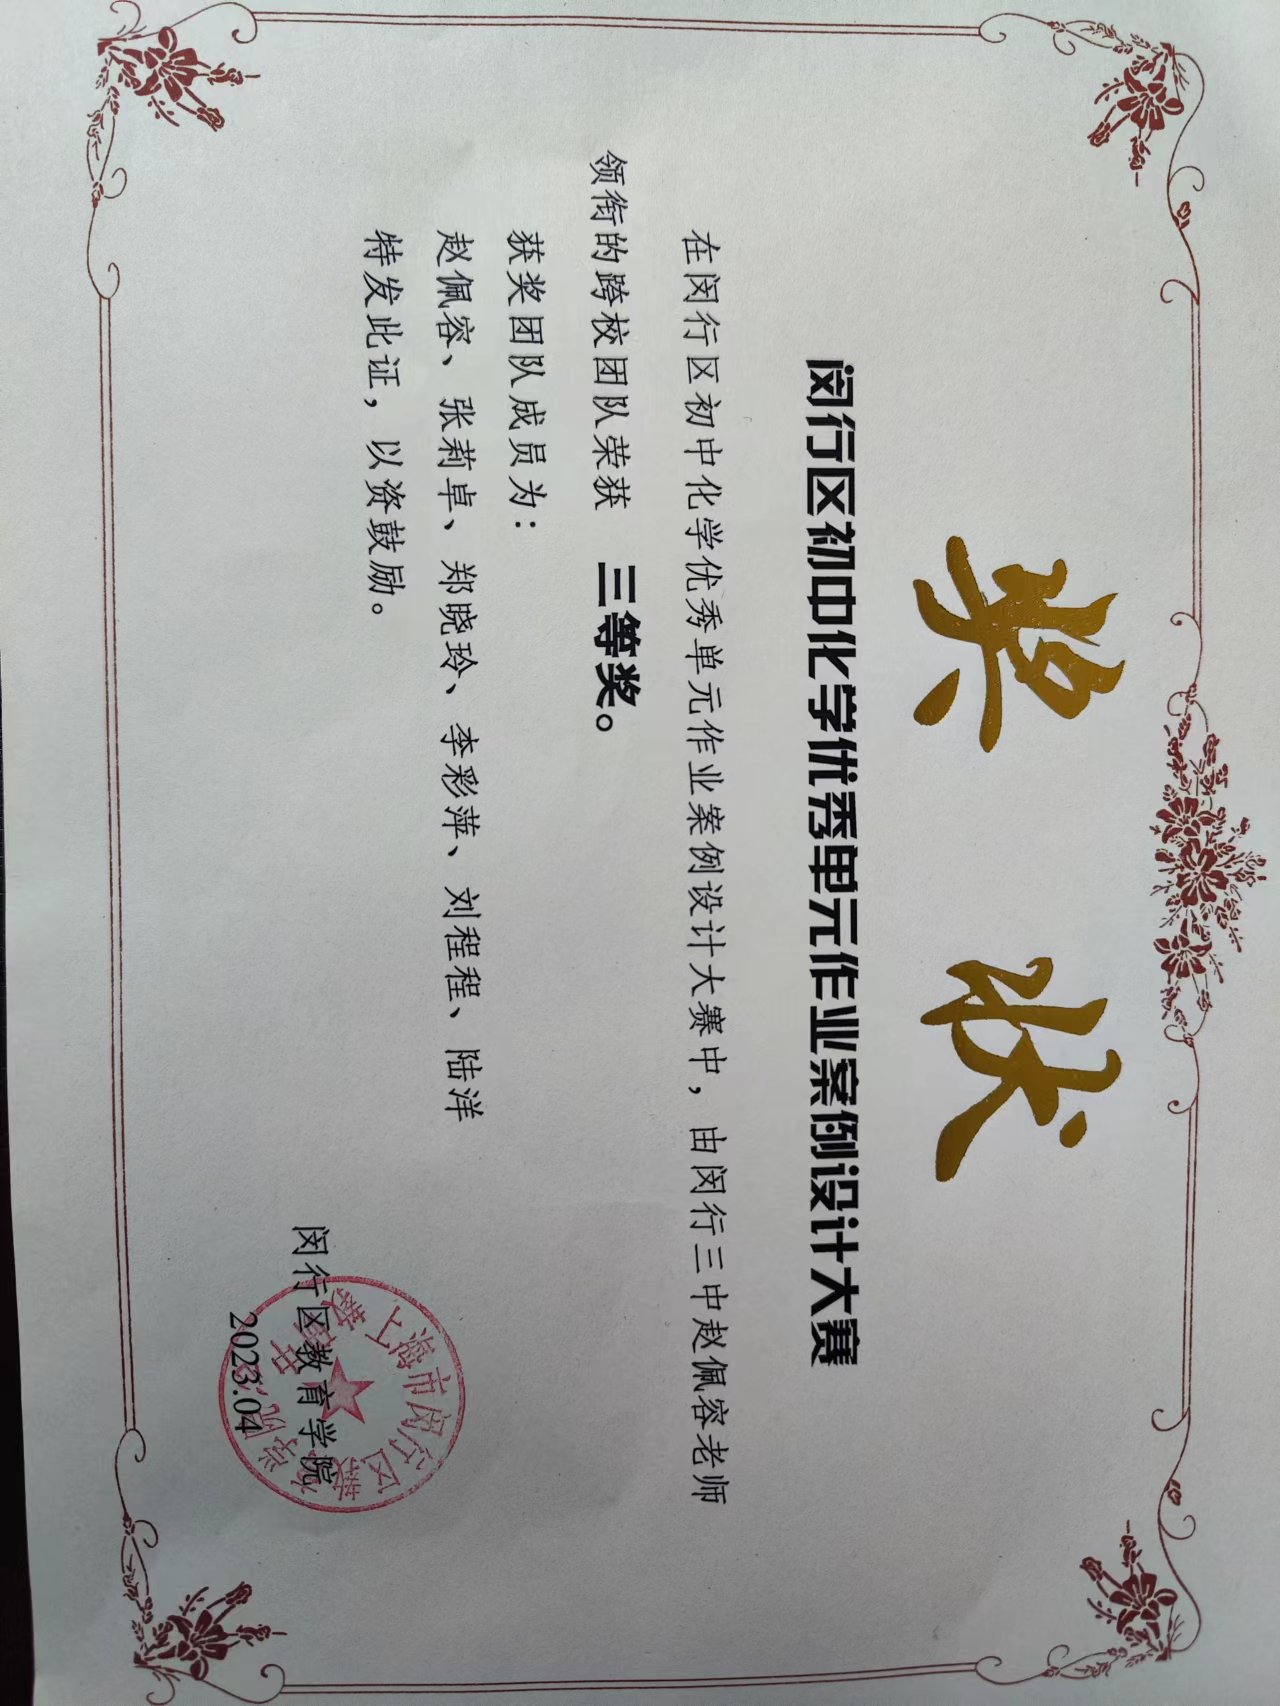 奖 状
闵行区初中化学优秀单元作业案例设计大赛
在闵行区初中化学优秀单元作业案例设计大赛中，由闵行三中赵佩容老师
领衔的跨校团队荣获 三等奖。
获奖团队成员为：
赵佩容、张莉卓、郑晓玲、李彩萍、刘程程、陆洋
特发此证，以资鼓励。
上海市闵行区教育学院
闵行区教育学院
2023.04